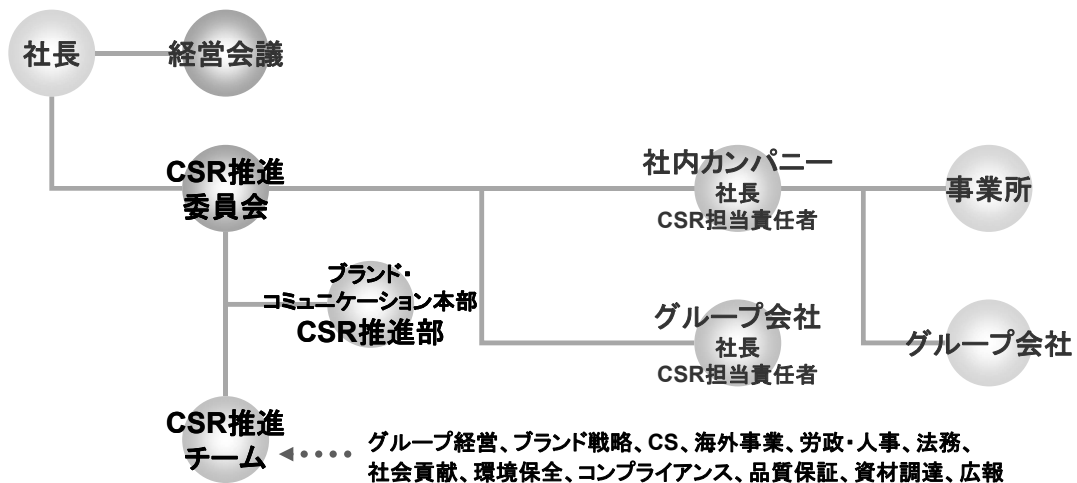 社長
経営会議
CSR推進
委員会
社内カンパニー
社長
CSR担当責任者
事業所
ブランド・
コミュニケーション本部
CSR推進部
グループ会社
社長
CSR担当責任者
グループ会社
CSR推進
チーム
グループ経営、ブランド戦略、CS、海外事業、労政・人事、法務、
社会貢献、環境保全、コンプライアンス、品質保証、資材調達、広報